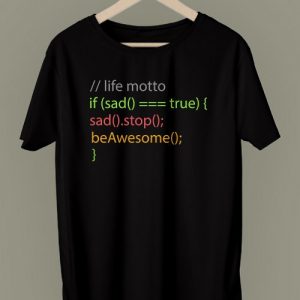 // life motto
if (sad() === true) {
sad().stop();
beAwesome();
}